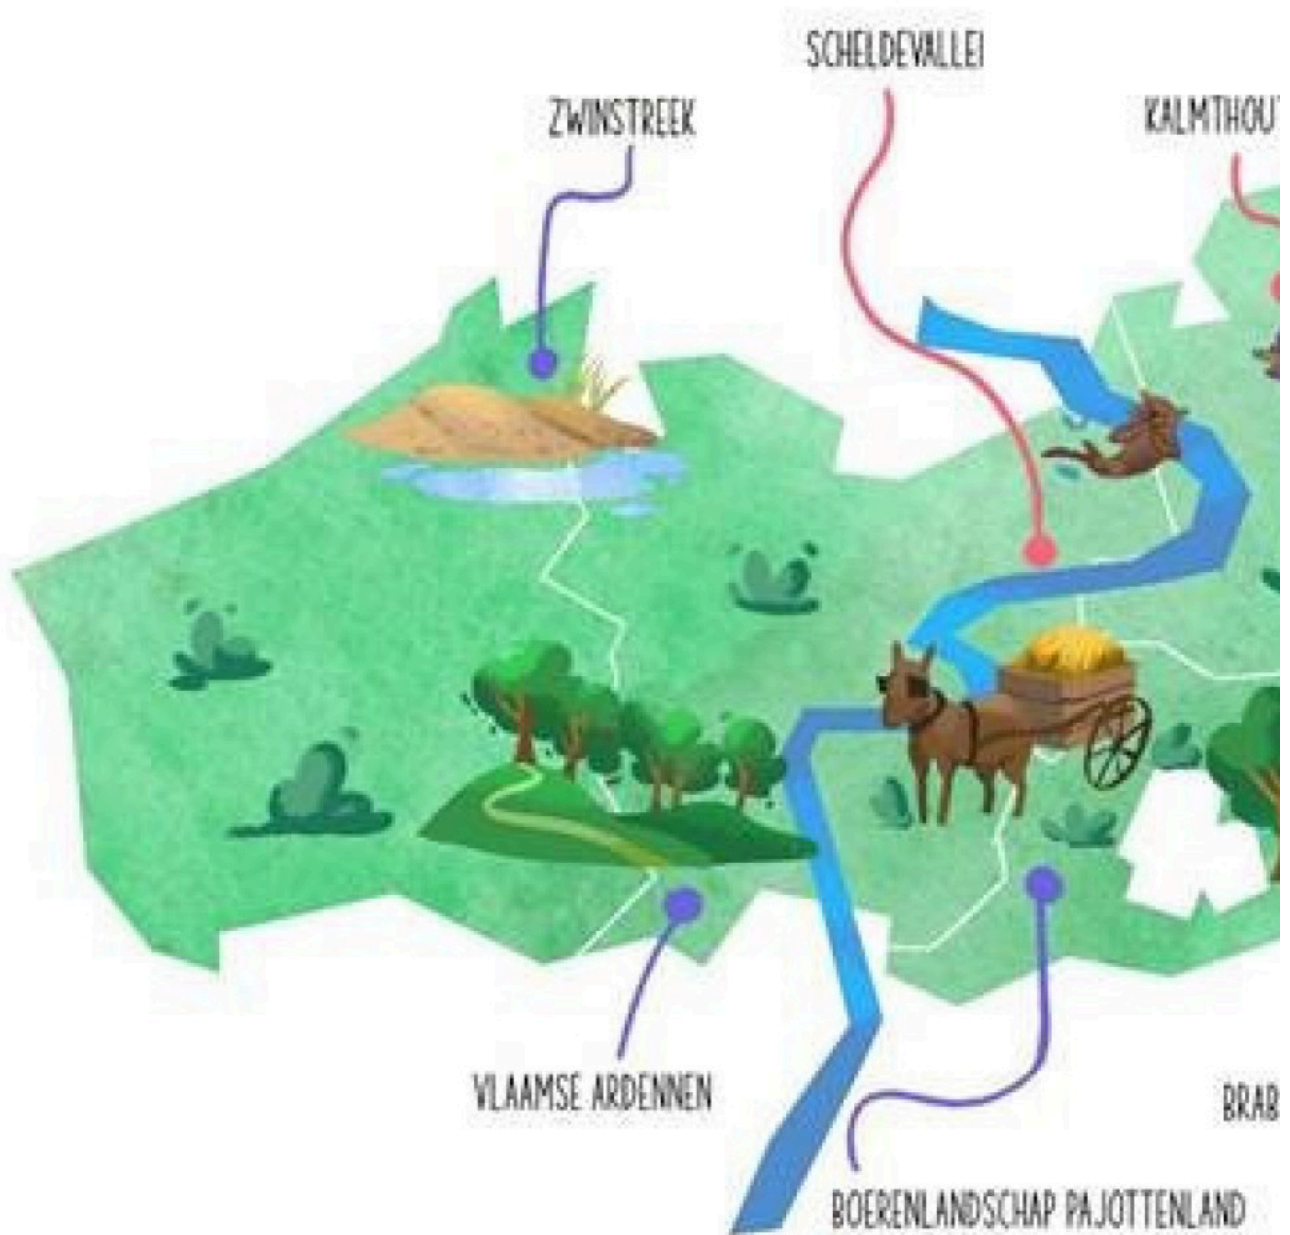 SCHELDEVALLEI
ZWINSTREEK
KALMTHOU
VLAAMSE ARDENNEN
BRAB
BOERENLANDSCHAP PAJOTTENLAND